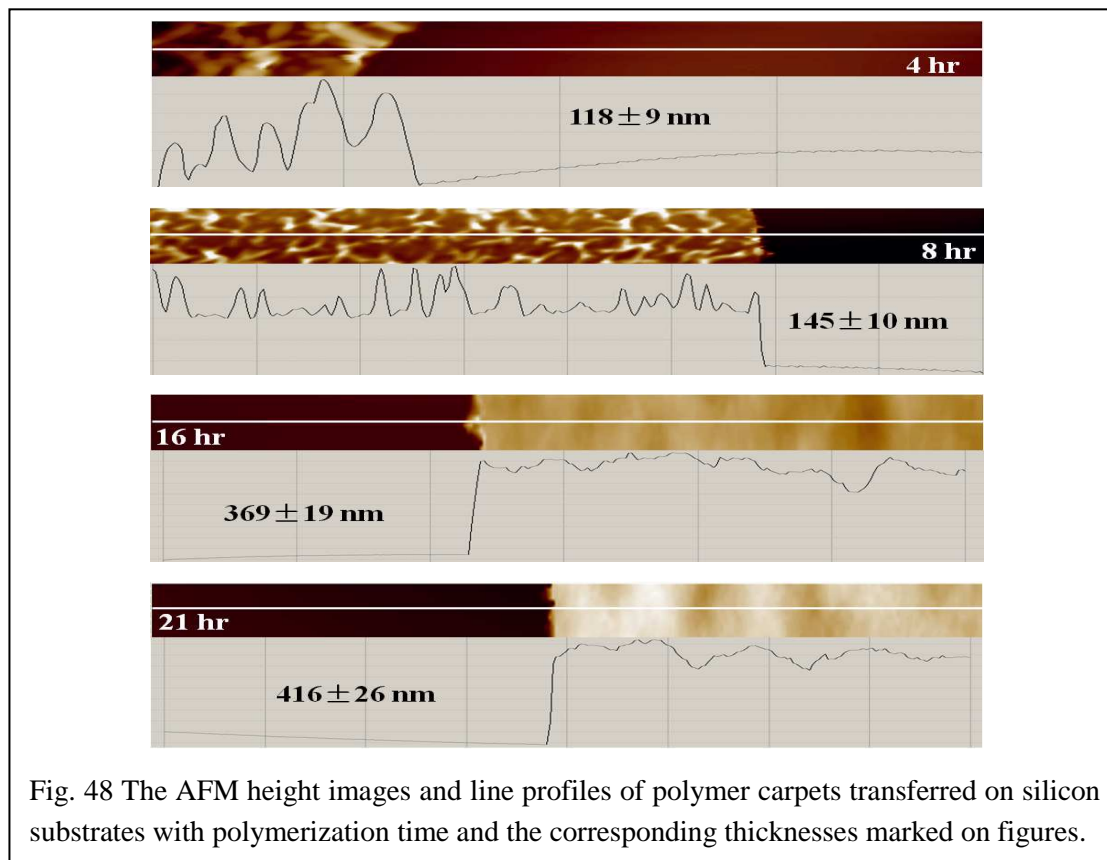 4 hr
118±9 nm
8 hr
145±10 nm
16 hr
369±19 nm
21 hr
416±26 nm
Fig. 48 The AFM height images and line profiles of polymer carpets transferred on silicon
substrates with polymerization time and the corresponding thicknesses marked on figures.